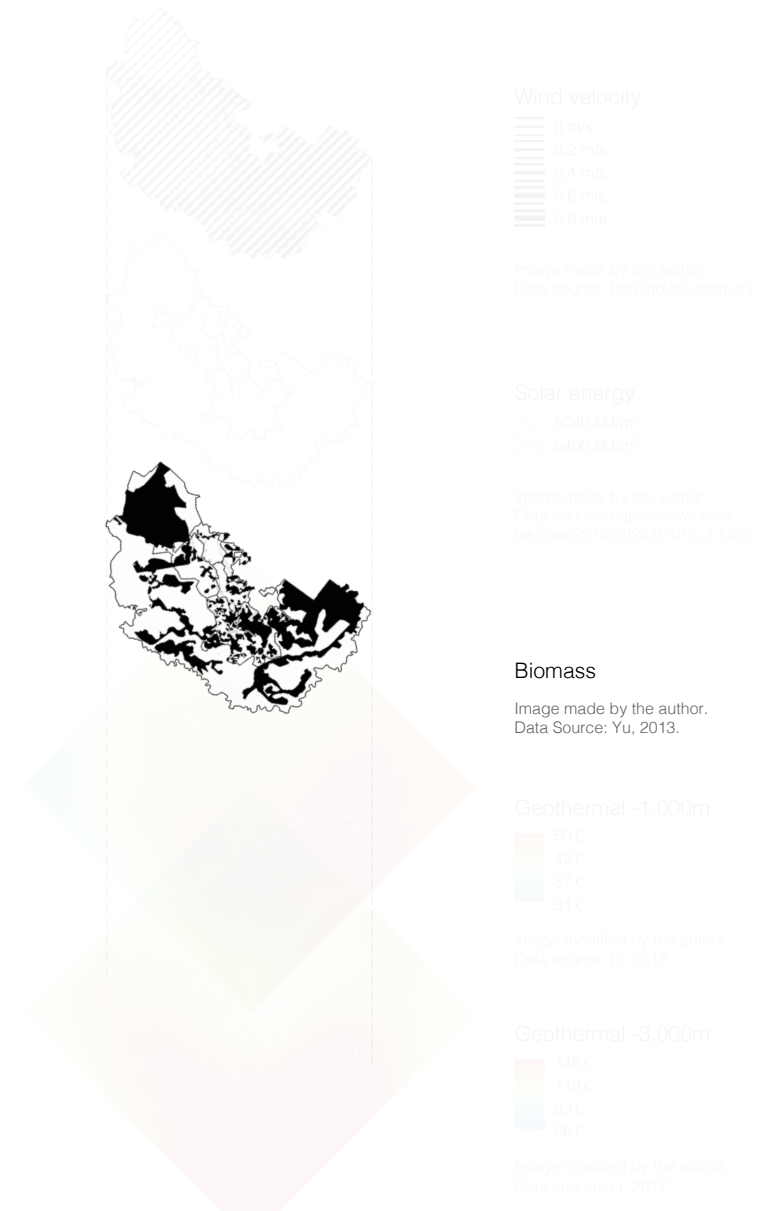 Wind velocity
6 m/s
6.2 m/s
6.4 m/s
6.6 m/s
6.8 m/s
Image made by the author.
Data source: http://fd.bjx.com.cn/
Solar energy
5040 MJ/m²
5400 MJ/m²
Image made by the author.
Data source:
Biomass
Image made by the author.
Data Source: Yu, 2013.
Geothermal -1,000m
50 C
42 C
37 C
31 C
Image modified by the author.
Data source: Li, 2017
Geothermal -3,000m
146 C
119 C
93 C
66 C
Image modified by the author.
Data source: Li, 2017